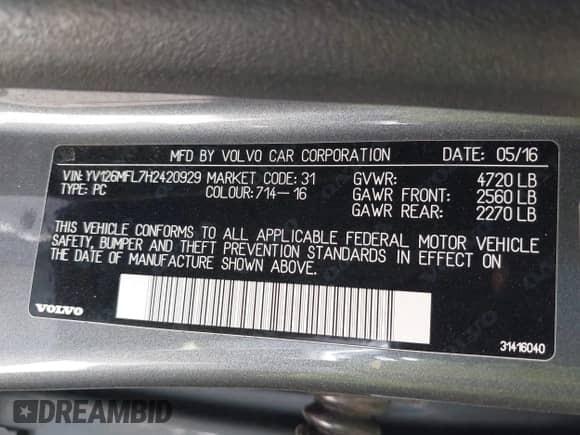 MFD BY VOLVO CAR CORPORATION DATE: 05/16
VIN: YV126MFL7H2420929 MARKET CODE: 31 GVWR: 4720 LB
TYPE: PC COLOUR: 714-16 GAWR FRONT: 2560 LB
GAWR REAR: 2270 LB
THIS VEHICLE CONFORMS TO ALL APPLICABLE FEDERAL MOTOR VEHICLE
SAFETY, BUMPER AND THEFT PREVENTION STANDARDS IN EFFECT ON
THE DATE OF MANUFACTURE SHOWN ABOVE.
VOLVO
31416040
DREAMBID